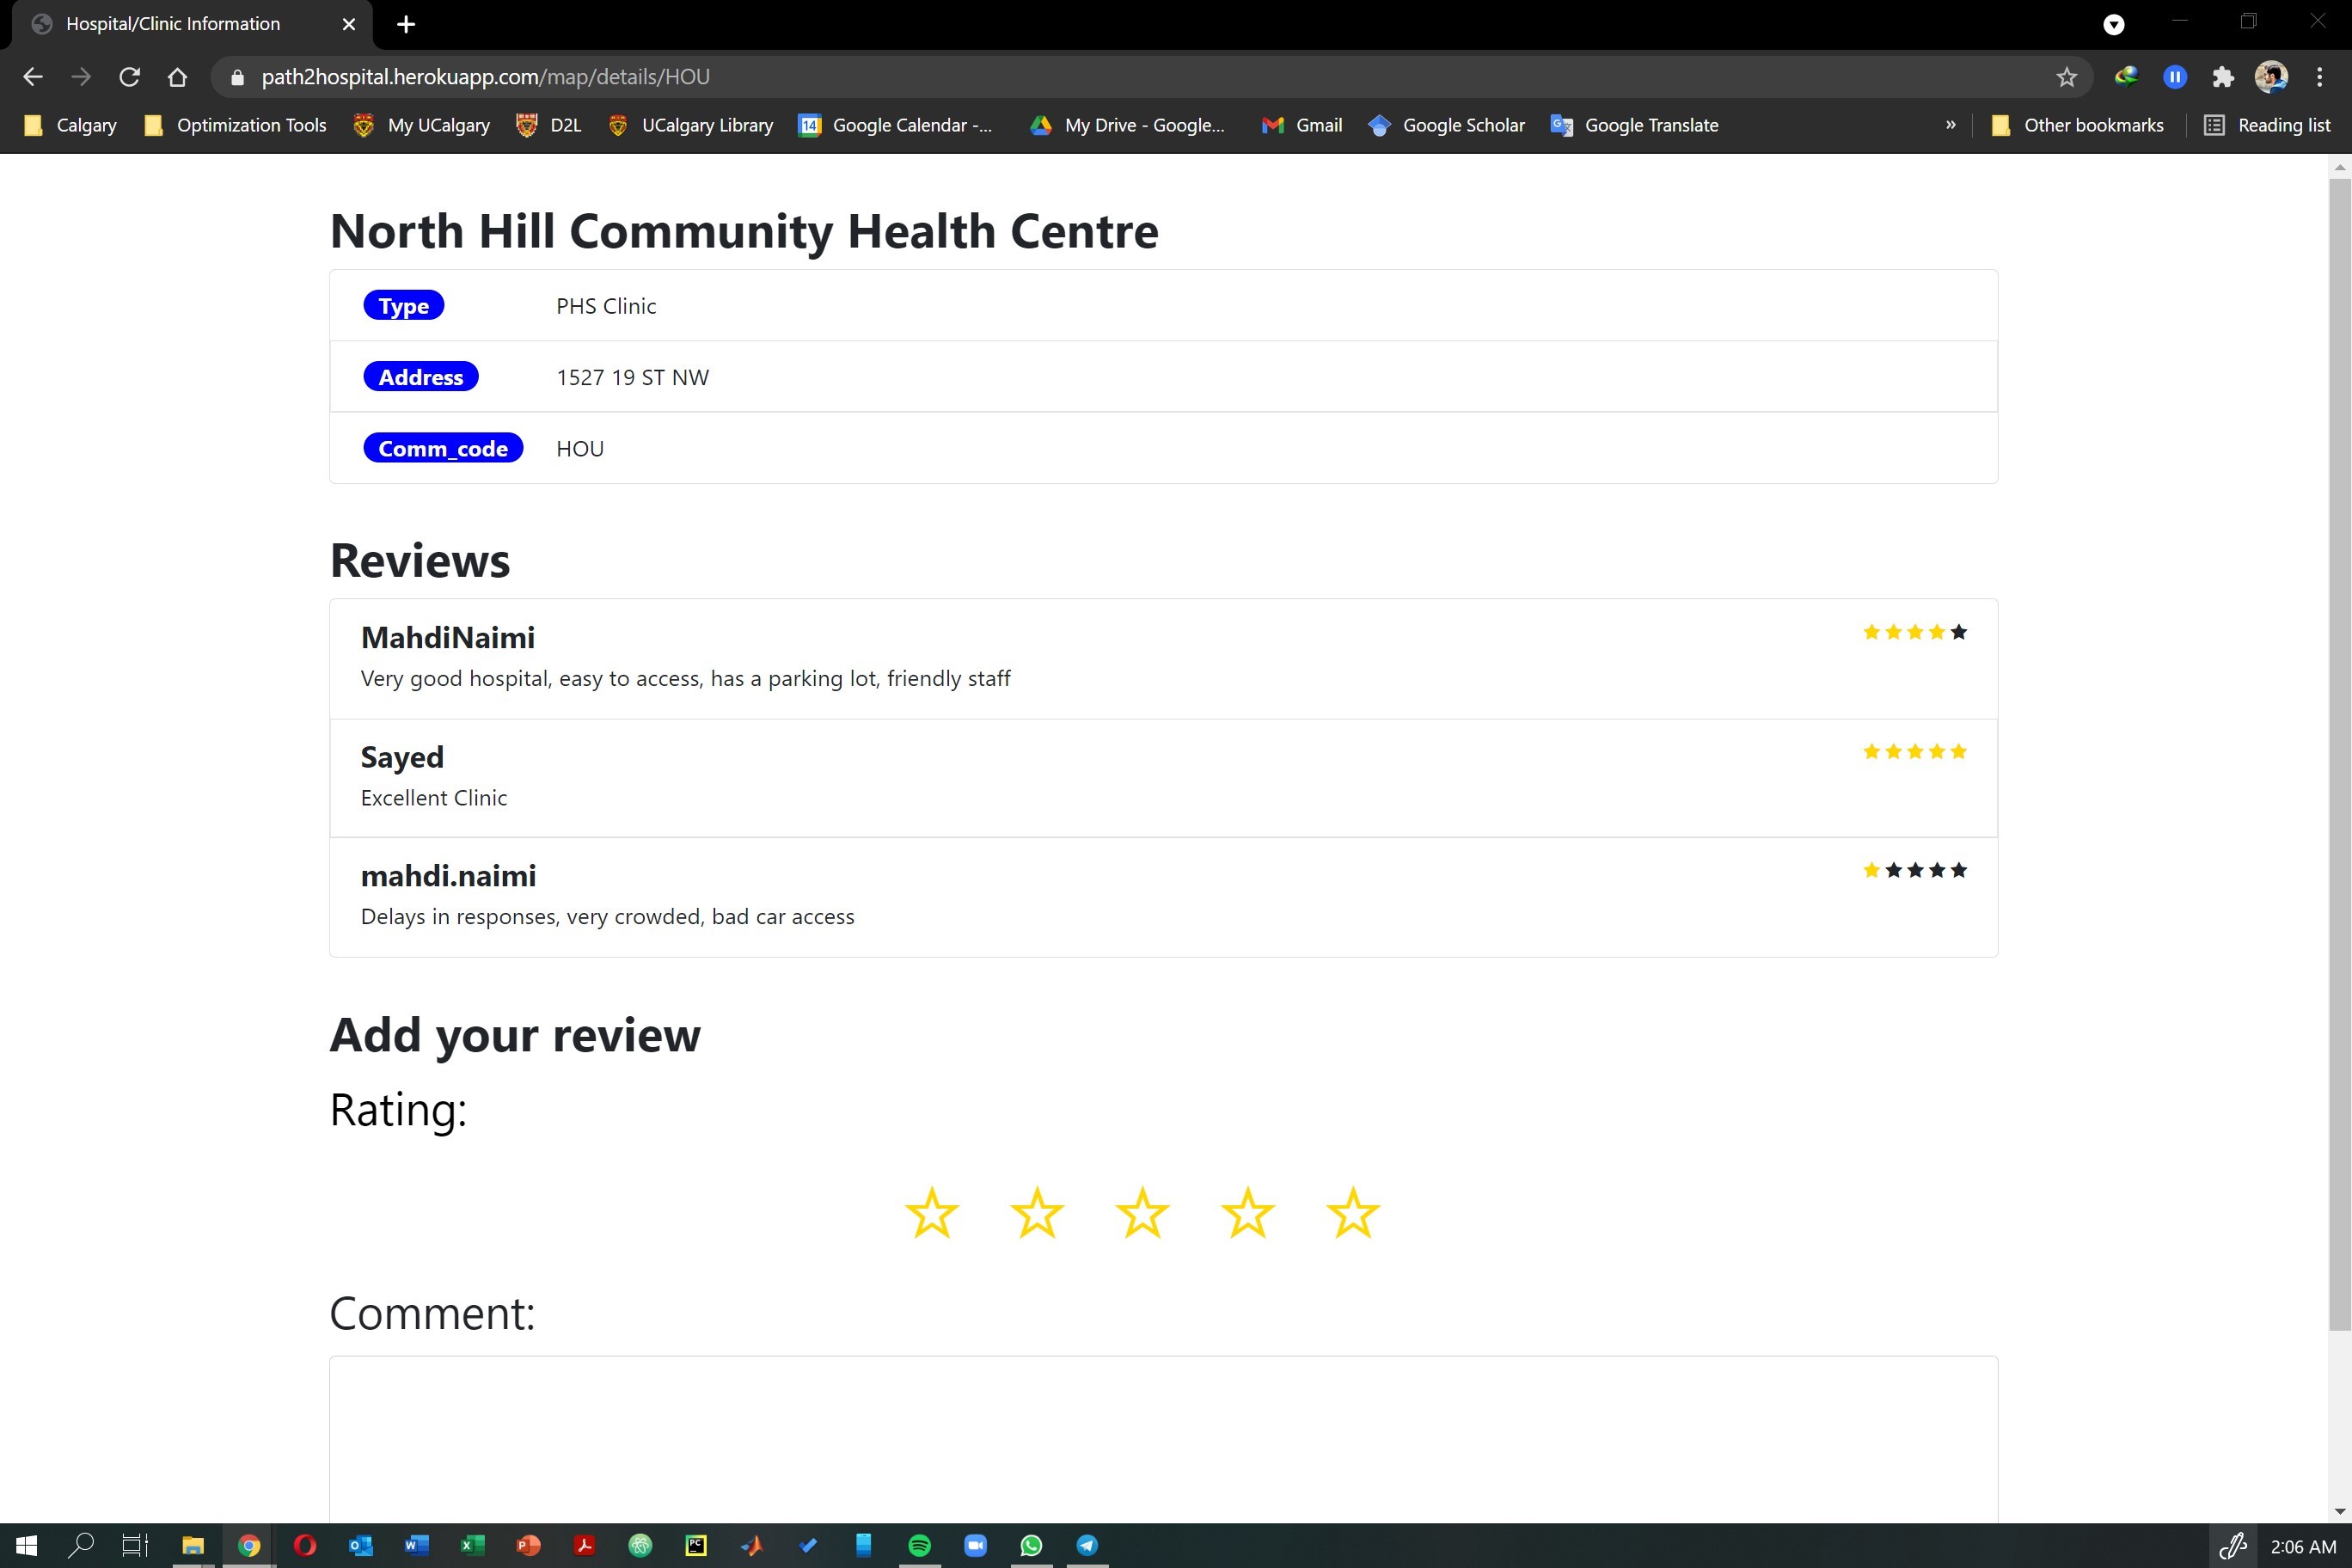 Hospital/Clinic Information
path2hospital.herokuapp.com/map/details/HOU
Calgary Optimization Tools My UCalgary D2L UCalgary Library 14 Google Calendar -... My Drive - Google... Gmail Google Scholar Google Translate » Other bookmarks Reading list
North Hill Community Health Centre
Type PHS Clinic
Address 1527 19 ST NW
Comm_code HOU
Reviews
MahdiNaimi
Very good hospital, easy to access, has a parking lot, friendly staff
Sayed
Excellent Clinic
mahdi.naimi
Delays in responses, very crowded, bad car access
Add your review
Rating:
Comment:
2:06 AM